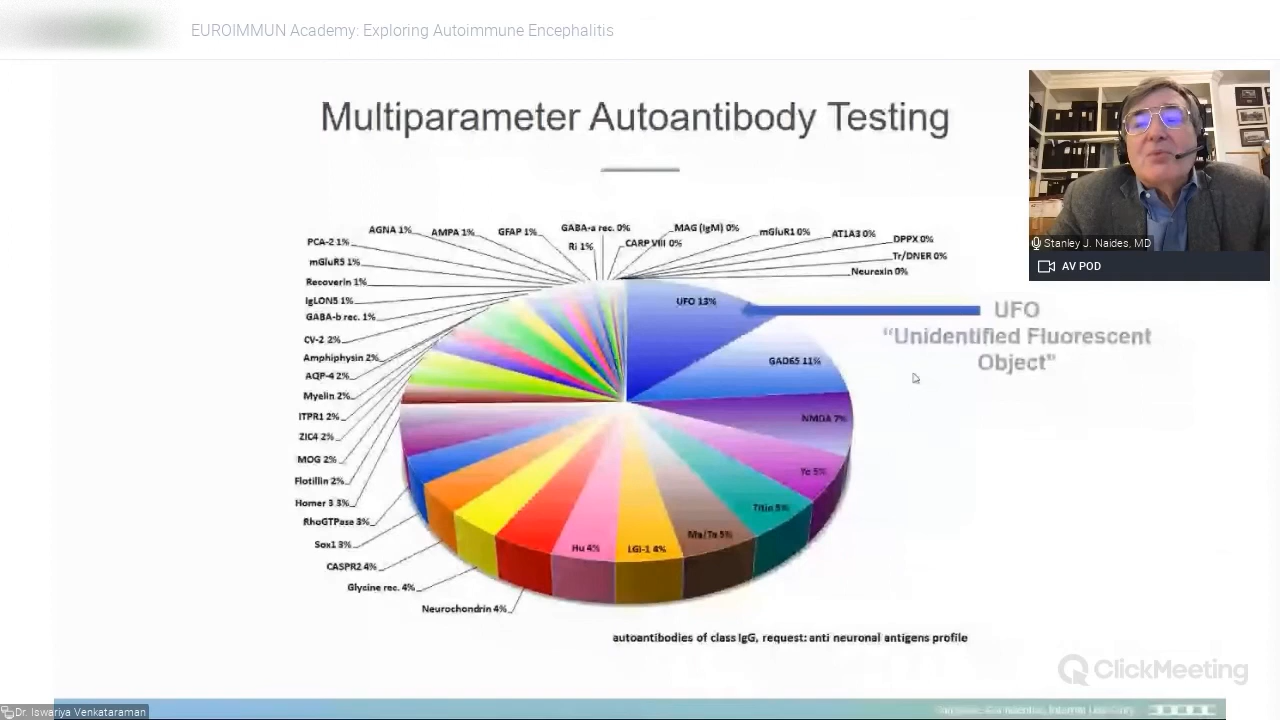 EUROIMMUN Academy: Exploring Autoimmune Encephalitis
Multiparameter Autoantibody Testing
Stanley J. Naides, MD
AV POD
AGNA 1%
AMPA 1%
GFAP 1%
GABA-a rec. 0%
MAG (IgM) 0%
mGluR1 0%
AT1A3 0%
DPPX 0%
PCA-2 1%
Ri 1%
CARP VIII 0%
Tr/DNER 0%
mGluR5 1%
Neurexin 0%
Recoverin 1%
IgLON5 1%
GABA-b rec. 1%
UFO 13%
UFO
"Unidentified Fluorescent
Object"
CV-2 2%
Amphiphysin 2%
GAD65 11%
AQP-4 2%
Myelin 2%
ITPR1 2%
NMDA 7%
ZIC4 2%
MOG 2%
Yo 5%
Flotillin 2%
Homer 3 3%
Titin 5%
RhoGTPase 3%
Ma/Ta 5%
Sox1 3%
Hu 4%
LGI-1 4%
CASPR2 4%
Glycine rec. 4%
Neurochondrin 4%
autoantibodies of class IgG, request: anti neuronal antigens profile
ClickMeeting
Dr. Iswariya Venkataraman